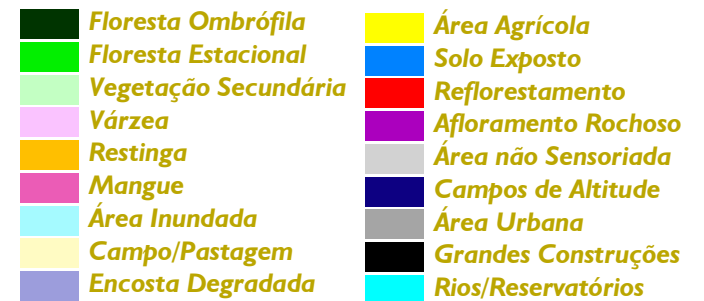 Floresta Ombrófila
Floresta Estacional
Vegetação Secundária
Várzea
Restinga
Mangue
Área Inundada
Campo/Pastagem
Encosta Degradada
Área Agrícola
Solo Exposto
Reflorestamento
Afloramento Rochoso
Área não Sensoriada
Campos de Altitude
Área Urbana
Grandes Construções
Rios/Reservatórios